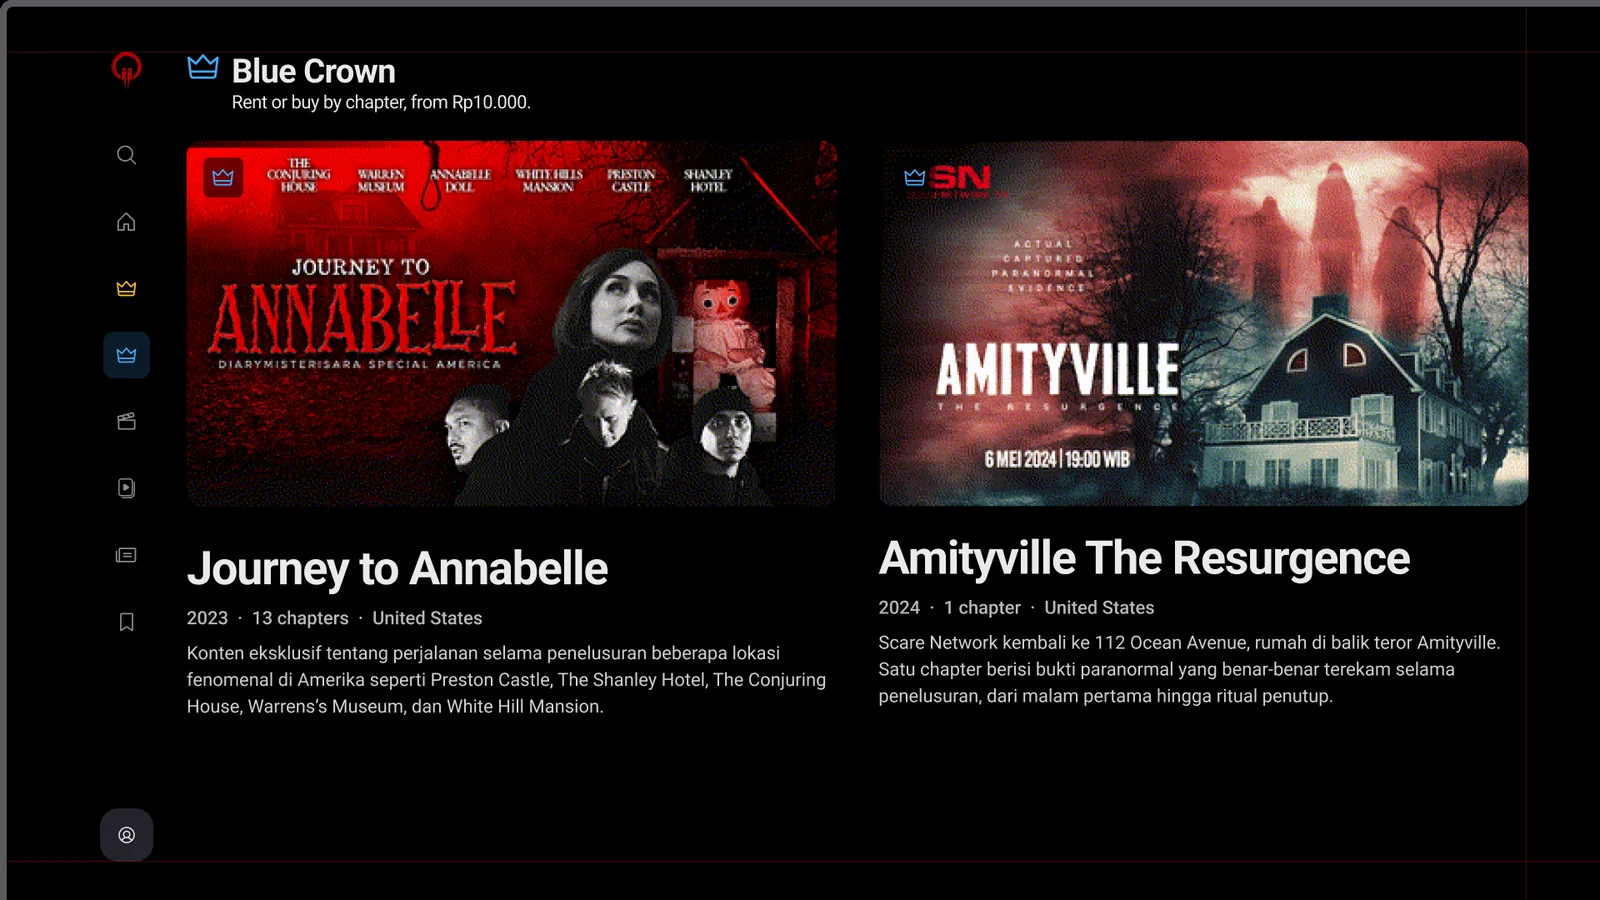 Blue Crown
Rent or buy by chapter, from Rp10.000.
THE CONJURING HOUSE
WARREN MUSEUM
ANNABELLE DOLL
WHITE HILLS MANSION
PRESTON CASTLE
SHANLEY HOTEL
JOURNEY TO
ANNABELLE
DIARYMISTERISARA SPECIAL AMERICA
Journey to Annabelle
2023 · 13 chapters · United States
Konten eksklusif tentang perjalanan selama penelusuran beberapa lokasi
fenomenal di Amerika seperti Preston Castle, The Shanley Hotel, The Conjuring
House, Warrens’s Museum, dan White Hill Mansion.
SN
ACTUAL
CAPTURED
PARANORMAL
EVIDENCE
AMITYVILLE
THE RESURGENCE
6 MEI 2024 | 19:00 WIB
Amityville The Resurgence
2024 · 1 chapter · United States
Scare Network kembali ke 112 Ocean Avenue, rumah di balik teror Amityville.
Satu chapter berisi bukti paranormal yang benar-benar terekam selama
penelusuran, dari malam pertama hingga ritual penutup.